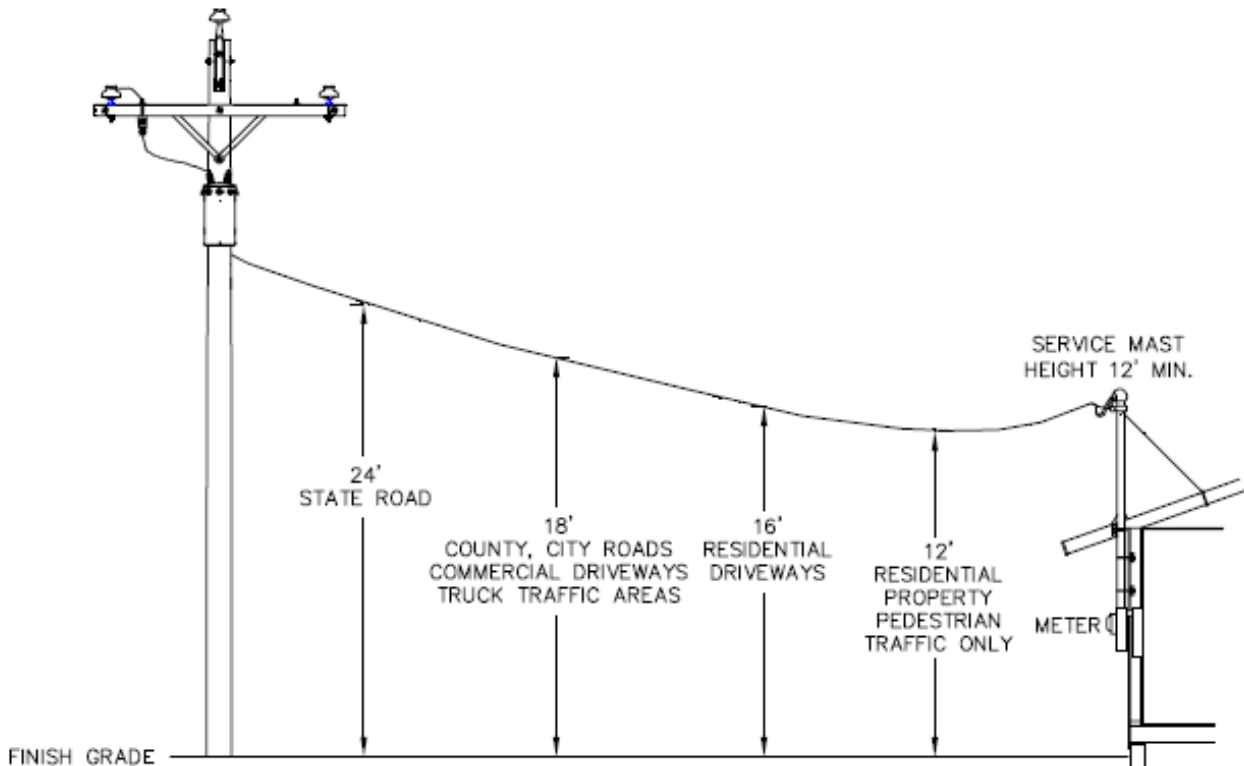 SERVICE MAST
HEIGHT 12' MIN.
24'
STATE ROAD
18'
COUNTY, CITY ROADS
COMMERCIAL DRIVEWAYS
TRUCK TRAFFIC AREAS
16'
RESIDENTIAL
DRIVEWAYS
12'
RESIDENTIAL
PROPERTY
PEDESTRIAN
TRAFFIC ONLY
METER
FINISH GRADE